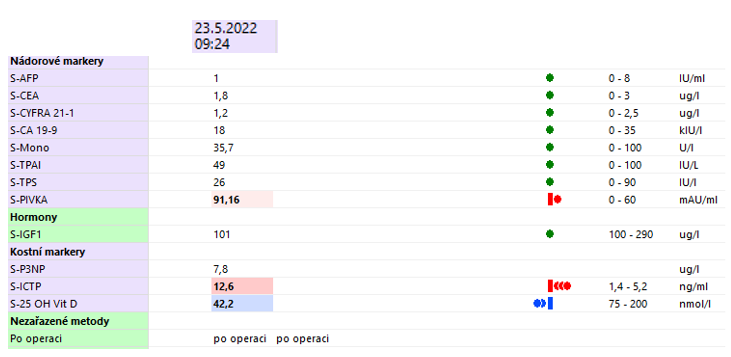 23.5.2022
09:24
Nádorové markery
S-AFP 1 0 - 8 IU/ml
S-CEA 1,8 0 - 3 ug/l
S-CYFRA 21-1 1,2 0 - 2,5 ug/l
S-CA 19-9 18 0 - 35 kIU/l
S-Mono 35,7 0 - 100 U/l
S-TPAI 49 0 - 100 IU/L
S-TPS 26 0 - 90 IU/l
S-PIVKA 91,16 0 - 60 mAU/ml
Hormony
S-IGF1 101 100 - 290 ug/l
Kostní markery
S-P3NP 7,8 ug/l
S-ICTP 12,6 1,4 - 5,2 ng/ml
S-25 OH Vit D 42,2 75 - 200 nmol/l
Nezařazené metody
Po operaci po operaci po operaci